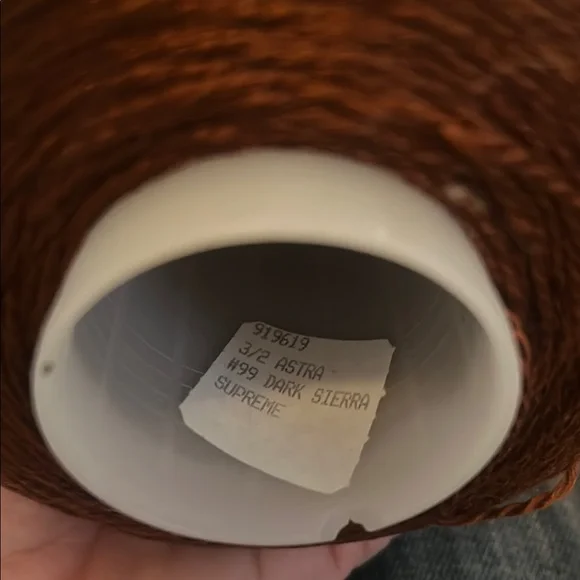 919619
3/2 ASTRA
#99 DARK SIERRA
SUPREME